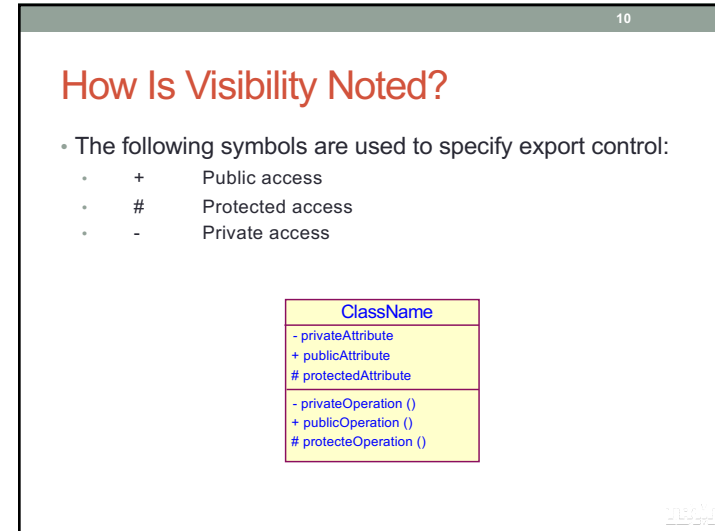 10
How Is Visibility Noted?
• The following symbols are used to specify export control:
• + Public access
• # Protected access
• - Private access
ClassName
- privateAttribute
+ publicAttribute
# protectedAttribute
- privateOperation ()
+ publicOperation ()
# protecteOperation ()